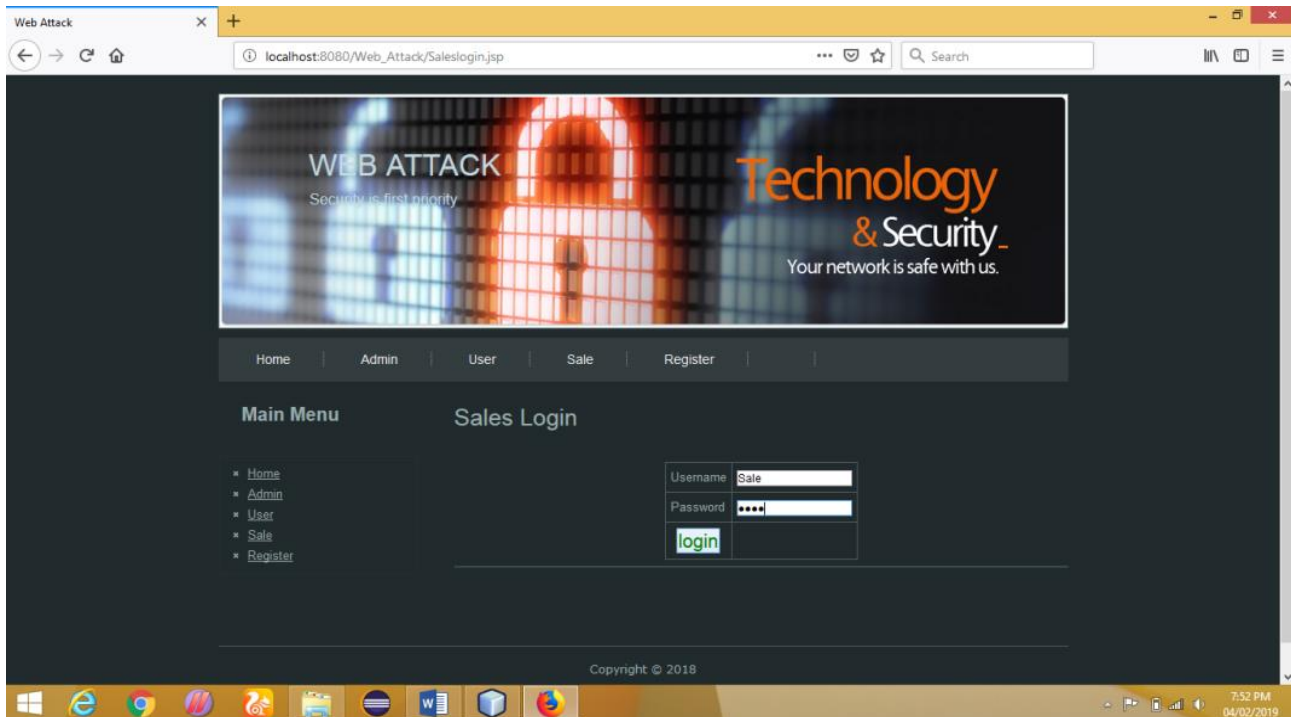 Web Attack
localhost:8080/Web_Attack/Saleslogin.jsp
Search
WEB ATTACK
Security is first priority
Technology
& Security_
Your network is safe with us.
Home Admin User Sale Register
Main Menu
Sales Login
Home
Admin
User
Sale
Register
Username Sale
Password ••••
login
Copyright © 2018
7:52 PM
04/02/2019